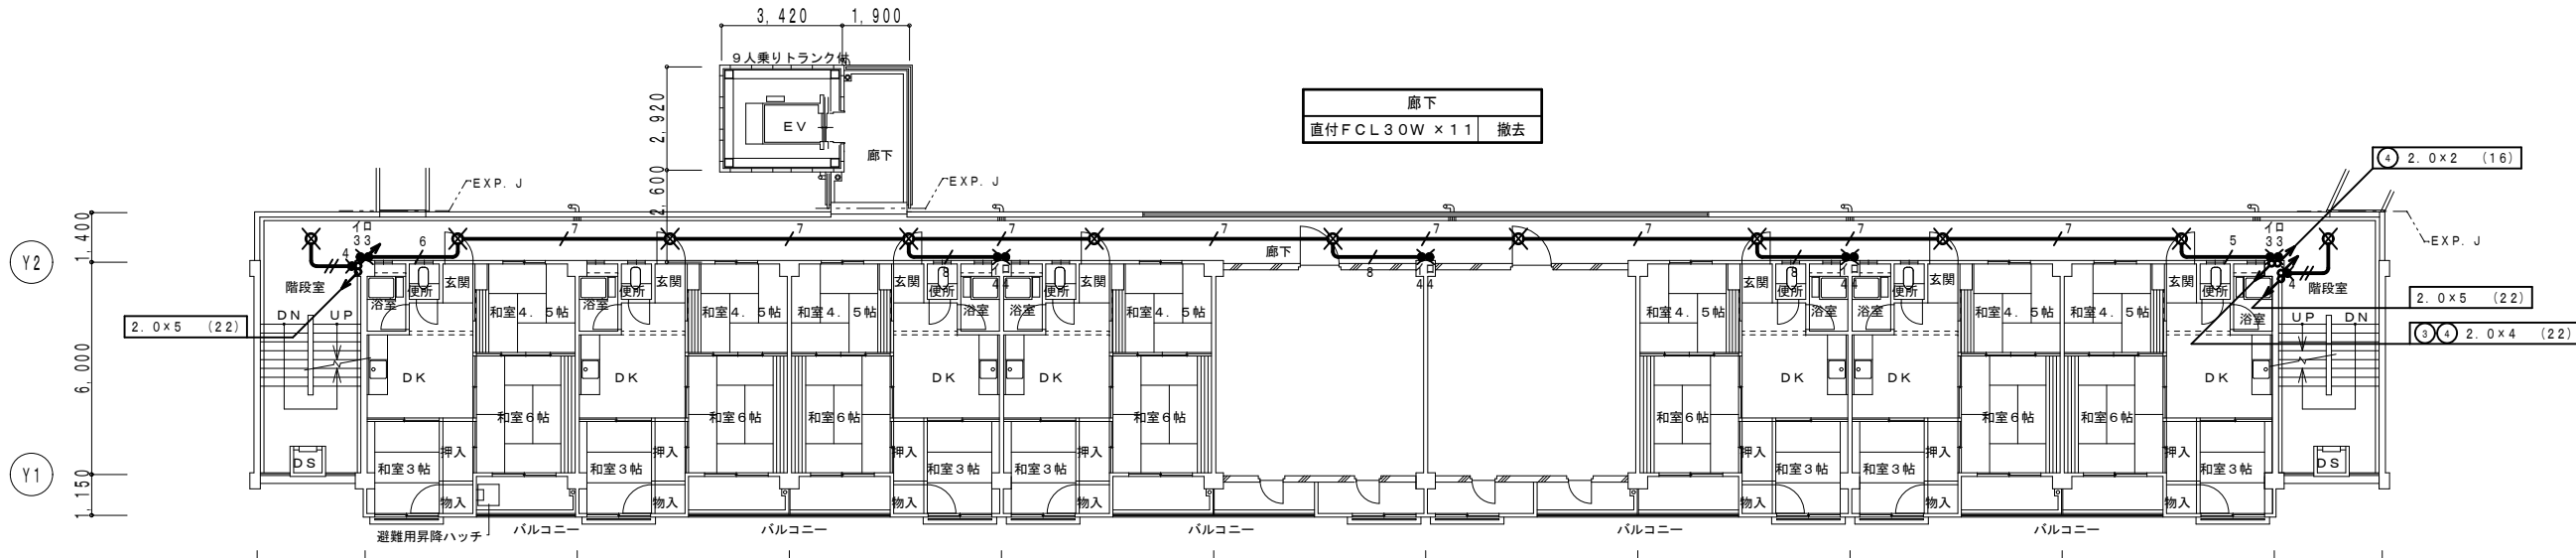 3,420
1,900
9人乗りトランク付
2,920
EV
廊下
2,600
廊下
直付FCL30W ×11
撤去
④ 2.0×2 (16)
EXP. J
EXP. J
EXP. J
1,400
Y2
6,000
Y1
1,150
イロ
33
4
6
7
7
7
7
7
7
7
7
廊下
8
8
8
イロ
44
イロ
44
イロ
44
5
イロ
33
4
2.0×5 (22)
2.0×5 (22)
③④ 2.0×4 (22)
階段室
DN UP
浴室
便所
玄関
浴室
便所
玄関
玄関
便所
浴室
浴室
便所
玄関
玄関
便所
浴室
浴室
便所
玄関
玄関
便所
浴室
階段室
UP DN
和室4.5帖
和室4.5帖
和室4.5帖
和室4.5帖
和室4.5帖
和室4.5帖
和室4.5帖
DK
DK
DK
DK
DK
DK
DK
和室6帖
和室6帖
和室6帖
和室6帖
和室6帖
和室6帖
和室6帖
DS
和室3帖
押入
和室3帖
押入
押入
和室3帖
和室3帖
押入
押入
和室3帖
和室3帖
押入
押入
和室3帖
DS
物入
物入
物入
物入
物入
物入
物入
避難用昇降ハッチ
バルコニー
バルコニー
バルコニー
バルコニー
バルコニー